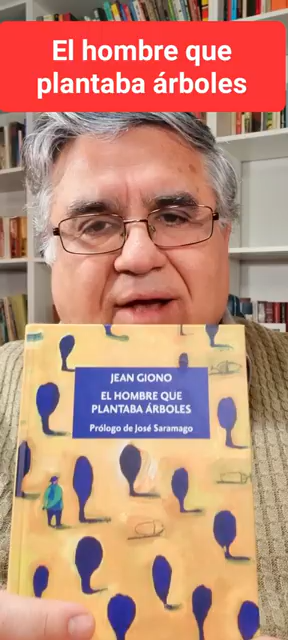 El hombre que
plantaba árboles
JEAN GIONO
EL HOMBRE QUE
PLANTABA ÁRBOLES
Prólogo de José Saramago